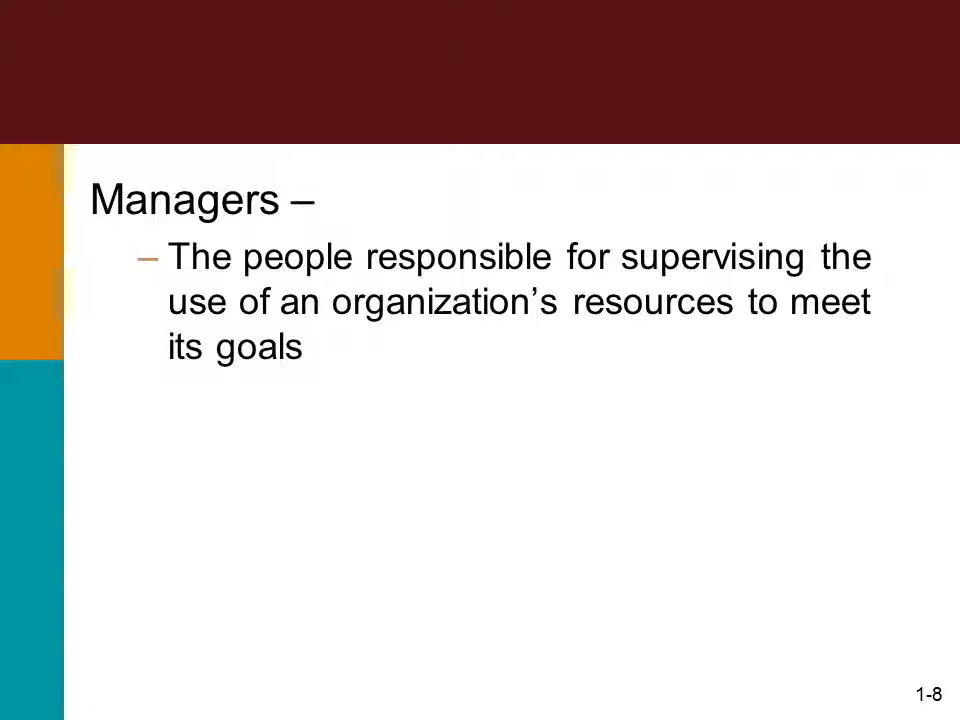 Managers –
– The people responsible for supervising the
use of an organization’s resources to meet
its goals
1-8